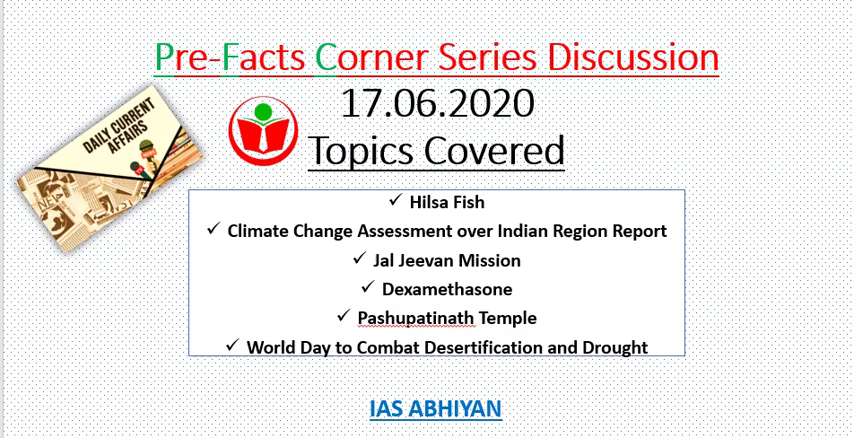 Pre-Facts Corner Series Discussion
17.06.2020
Topics Covered
DAILY CURRENT
AFFAIRS
✓ Hilsa Fish
✓ Climate Change Assessment over Indian Region Report
✓ Jal Jeevan Mission
✓ Dexamethasone
✓ Pashupatinath Temple
✓ World Day to Combat Desertification and Drought
IAS ABHIYAN